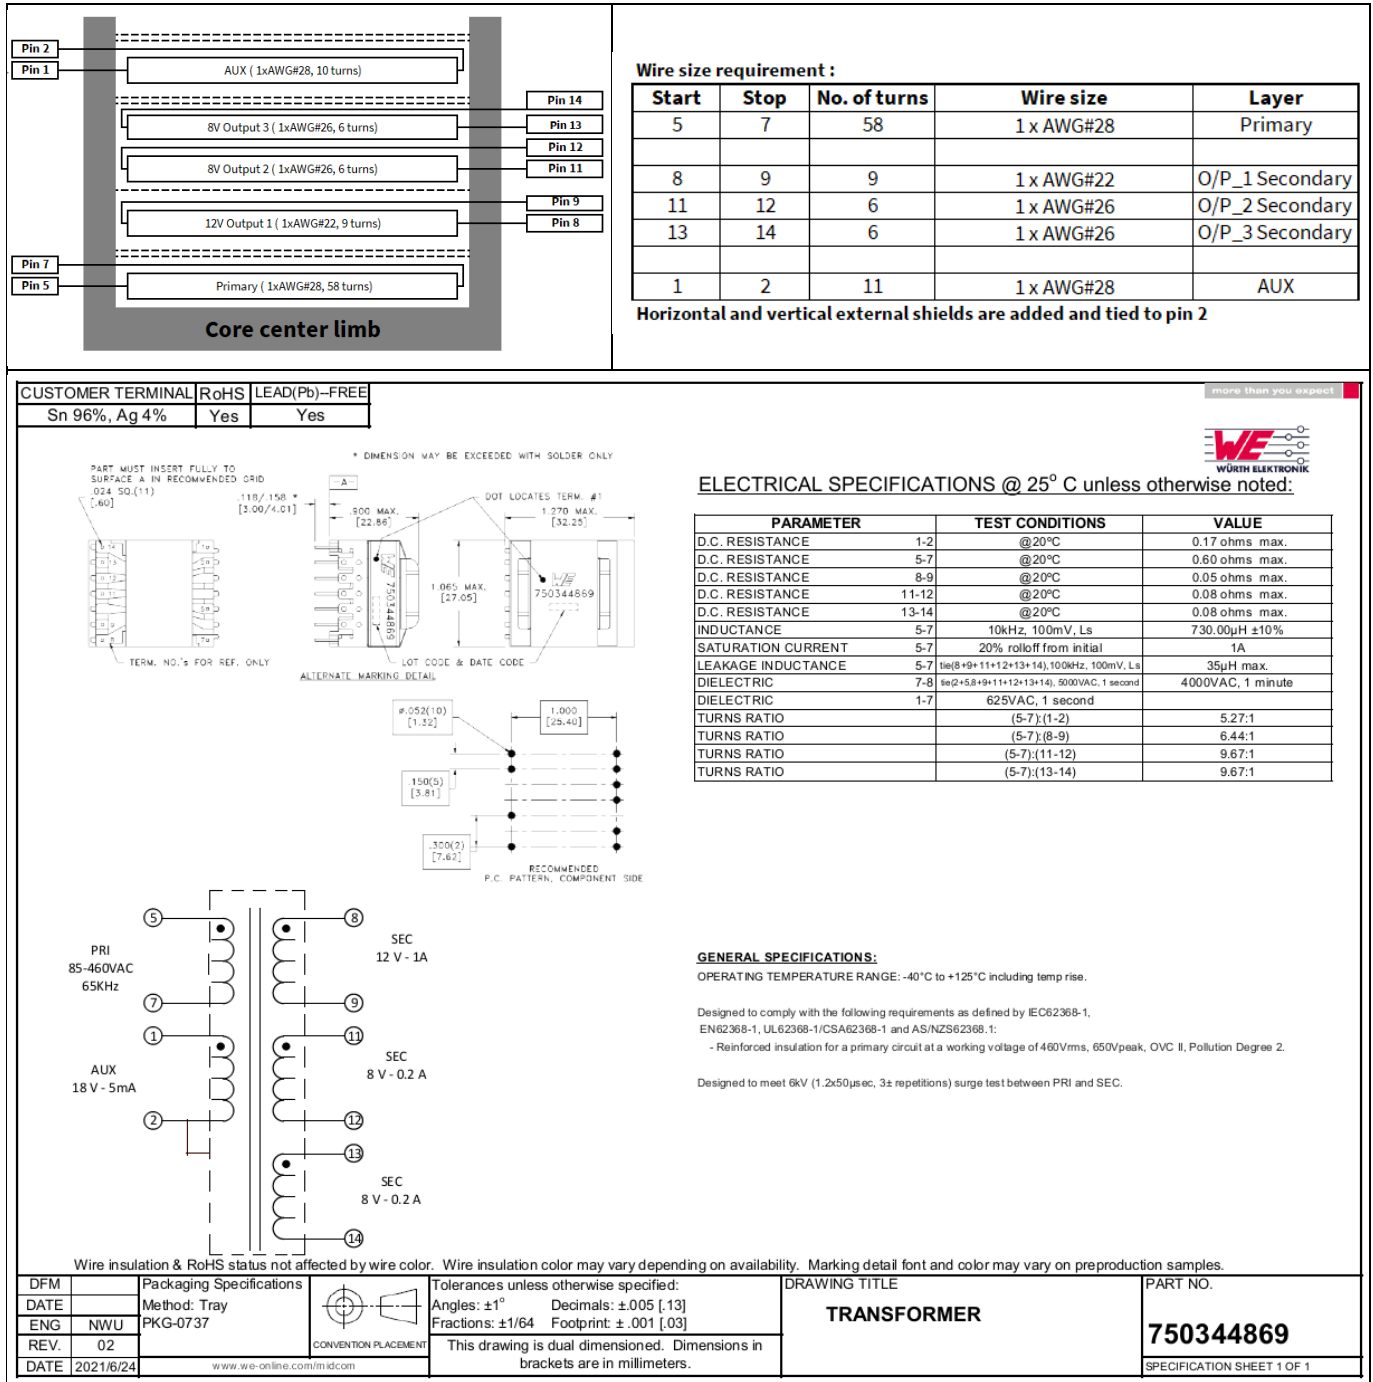 Pin 2
Pin 1
AUX ( 1xAWG#28, 10 turns)
Pin 14
8V Output 3 ( 1xAWG#26, 6 turns)
Pin 13
Pin 12
8V Output 2 ( 1xAWG#26, 6 turns)
Pin 11
Pin 9
12V Output 1 ( 1xAWG#22, 9 turns)
Pin 8
Pin 7
Pin 5
Primary ( 1xAWG#28, 58 turns)
Core center limb
Wire size requirement :
Start Stop No. of turns Wire size Layer
5 7 58 1 x AWG#28 Primary
8 9 9 1 x AWG#22 O/P_1 Secondary
11 12 6 1 x AWG#26 O/P_2 Secondary
13 14 6 1 x AWG#26 O/P_3 Secondary
1 2 11 1 x AWG#28 AUX
Horizontal and vertical external shields are added and tied to pin 2
CUSTOMER TERMINAL RoHS LEAD(Pb)--FREE
Sn 96%, Ag 4% Yes Yes
more than you expect
WE
WÜRTH ELEKTRONIK
* DIMENSION MAY BE EXCEEDED WITH SOLDER ONLY
PART MUST INSERT FULLY TO
SURFACE A IN RECOMMENDED GRID
.024 SQ.(11)
[.60]
.118/.158 *
[3.00/4.01]
-A-
.900 MAX.
[22.86]
DOT LOCATES TERM. #1
1.270 MAX.
[32.25]
1.065 MAX.
[27.05]
WE 750344869
WE
750344869
TERM. NO.'s FOR REF. ONLY
LOT CODE & DATE CODE
ALTERNATE MARKING DETAIL
ø.052(10)
[1.32]
1.000
[25.40]
.150(5)
[3.81]
.300(2)
[7.62]
RECOMMENDED
P.C. PATTERN, COMPONENT SIDE
ELECTRICAL SPECIFICATIONS @ 25° C unless otherwise noted:
PARAMETER TEST CONDITIONS VALUE
D.C. RESISTANCE 1-2 @20ºC 0.17 ohms max.
D.C. RESISTANCE 5-7 @20ºC 0.60 ohms max.
D.C. RESISTANCE 8-9 @20ºC 0.05 ohms max.
D.C. RESISTANCE 11-12 @20ºC 0.08 ohms max.
D.C. RESISTANCE 13-14 @20ºC 0.08 ohms max.
INDUCTANCE 5-7 10kHz, 100mV, Ls 730.00µH ±10%
SATURATION CURRENT 5-7 20% rolloff from initial 1A
LEAKAGE INDUCTANCE 5-7 tie(8+9+11+12+13+14),100kHz, 100mV, Ls 35µH max.
DIELECTRIC 7-8 tie(2+5,8+9+11+12+13+14), 5000VAC, 1 second 4000VAC, 1 minute
DIELECTRIC 1-7 625VAC, 1 second
TURNS RATIO (5-7):(1-2) 5.27:1
TURNS RATIO (5-7):(8-9) 6.44:1
TURNS RATIO (5-7):(11-12) 9.67:1
TURNS RATIO (5-7):(13-14) 9.67:1
5
8
PRI
85-460VAC
65KHz
SEC
12 V - 1A
7
9
1
11
AUX
18 V - 5mA
SEC
8 V - 0.2 A
2
12
13
SEC
8 V - 0.2 A
14
GENERAL SPECIFICATIONS:
OPERATING TEMPERATURE RANGE: -40°C to +125°C including temp rise.
Designed to comply with the following requirements as defined by IEC62368-1,
EN62368-1, UL62368-1/CSA62368-1 and AS/NZS62368.1:
- Reinforced insulation for a primary circuit at a working voltage of 460Vrms, 650Vpeak, OVC II, Pollution Degree 2.
Designed to meet 6kV (1.2x50µsec, 3± repetitions) surge test between PRI and SEC.
Wire insulation & RoHS status not affected by wire color. Wire insulation color may vary depending on availability. Marking detail font and color may vary on preproduction samples.
DFM
DATE
ENG NWU
REV. 02
DATE 2021/6/24
Packaging Specifications
Method: Tray
PKG-0737
www.we-online.com/midcom
CONVENTION PLACEMENT
Tolerances unless otherwise specified:
Angles: ±1° Decimals: ±.005 [.13]
Fractions: ±1/64 Footprint: ± .001 [.03]
This drawing is dual dimensioned. Dimensions in
brackets are in millimeters.
DRAWING TITLE
TRANSFORMER
PART NO.
750344869
SPECIFICATION SHEET 1 OF 1